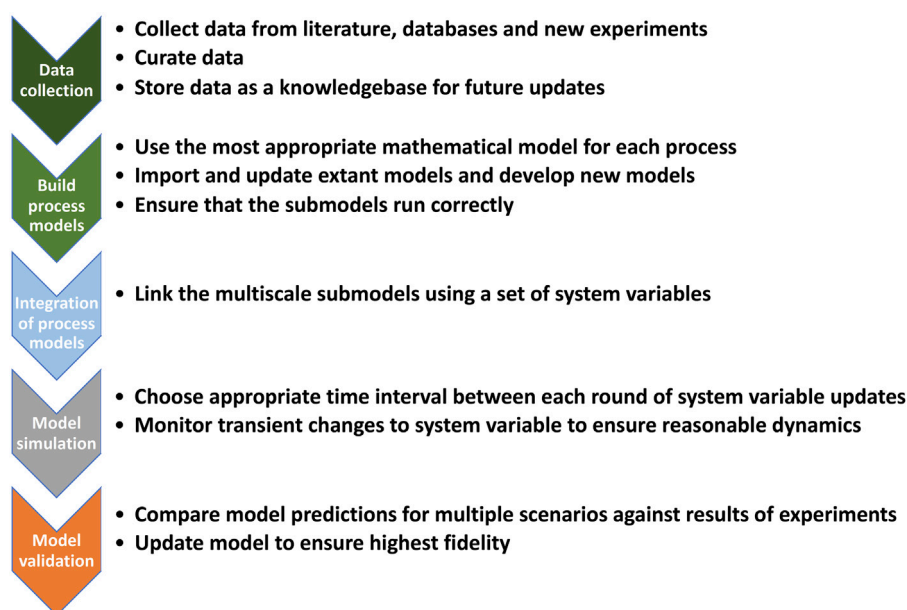 Data
collection
• Collect data from literature, databases and new experiments
• Curate data
• Store data as a knowledgebase for future updates
Build
process
models
• Use the most appropriate mathematical model for each process
• Import and update extant models and develop new models
• Ensure that the submodels run correctly
Integration
of process
models
• Link the multiscale submodels using a set of system variables
Model
simulation
• Choose appropriate time interval between each round of system variable updates
• Monitor transient changes to system variable to ensure reasonable dynamics
Model
validation
• Compare model predictions for multiple scenarios against results of experiments
• Update model to ensure highest fidelity